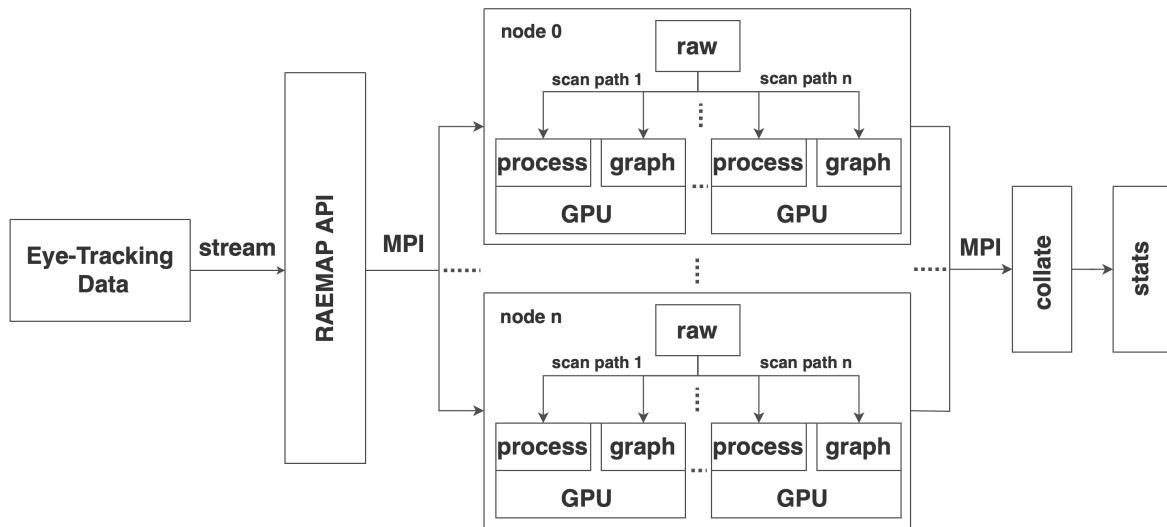 Eye-Tracking
Data
stream
RAEMAP API
MPI
node 0
raw
scan path 1
scan path n
process
graph
process
graph
GPU
GPU
node n
raw
scan path 1
scan path n
process
graph
process
graph
GPU
GPU
MPI
collate
stats